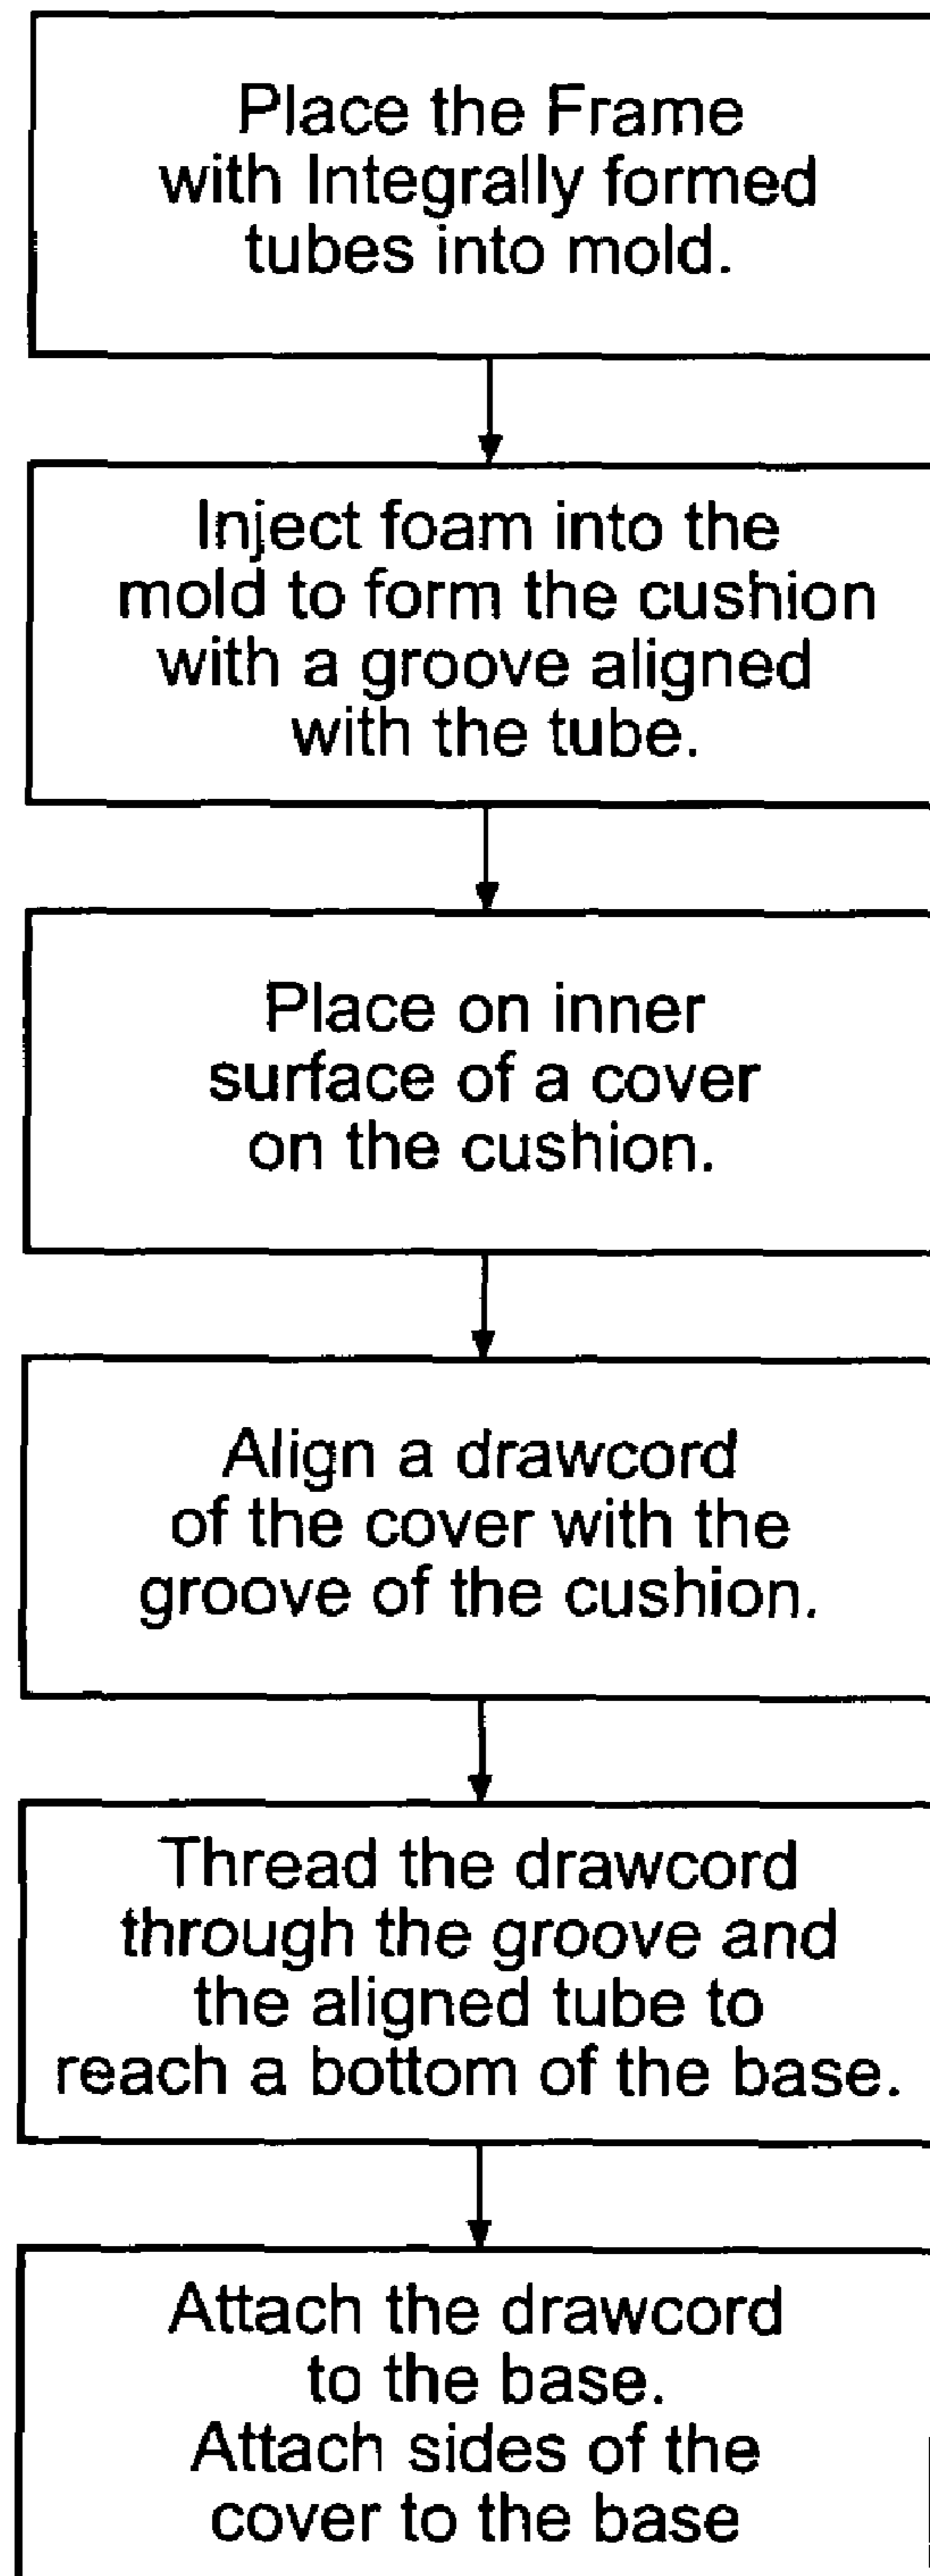 Place the Frame
with Integrally formed
tubes into mold.
Inject foam into the
mold to form the cushion
with a groove aligned
with the tube.
Place on inner
surface of a cover
on the cushion.
Align a drawcord
of the cover with the
groove of the cushion.
Thread the drawcord
through the groove and
the aligned tube to
reach a bottom of the base.
Attach the drawcord
to the base.
Attach sides of the
cover to the base